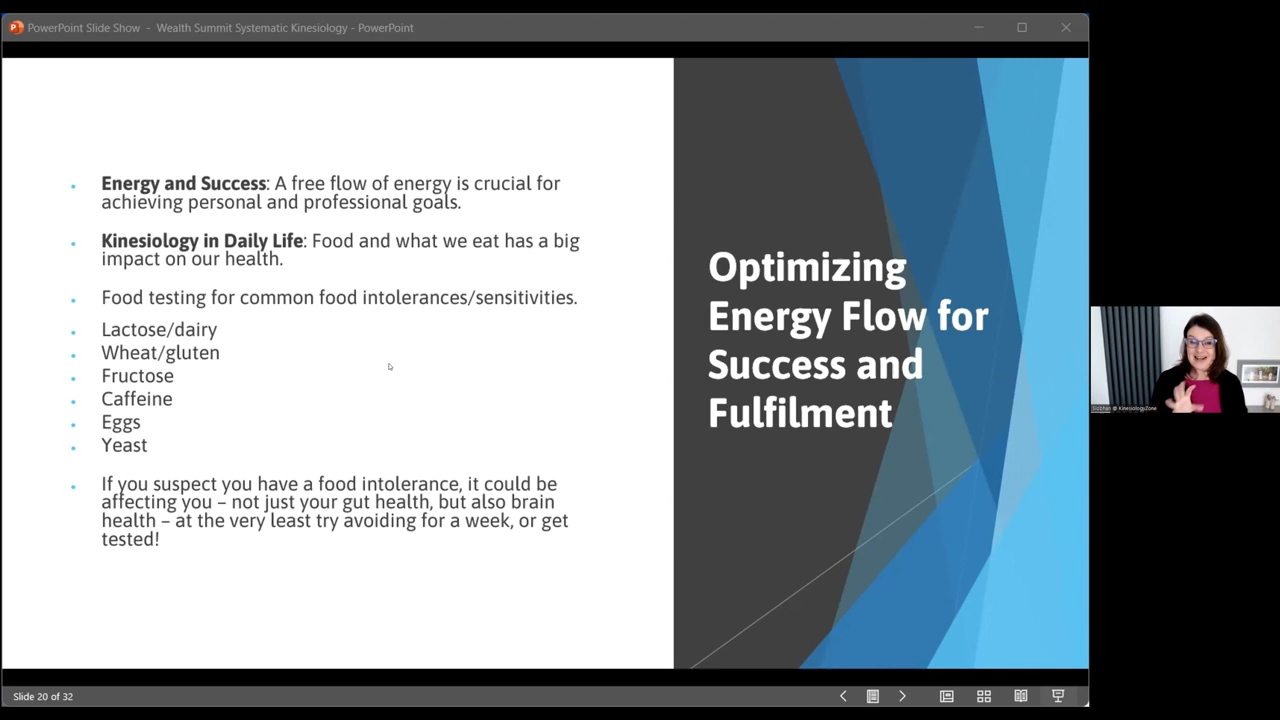 PowerPoint Slide Show - Wealth Summit Systematic Kinesiology - PowerPoint
Energy and Success: A free flow of energy is crucial for
achieving personal and professional goals.
Kinesiology in Daily Life: Food and what we eat has a big
impact on our health.
Food testing for common food intolerances/sensitivities.
Lactose/dairy
Wheat/gluten
Fructose
Caffeine
Eggs
Yeast
If you suspect you have a food intolerance, it could be
affecting you – not just your gut health, but also brain
health – at the very least try avoiding for a week, or get
tested!
Optimizing
Energy Flow for
Success and
Fulfilment
Siobhan @ KinesiologyZone
Slide 20 of 32